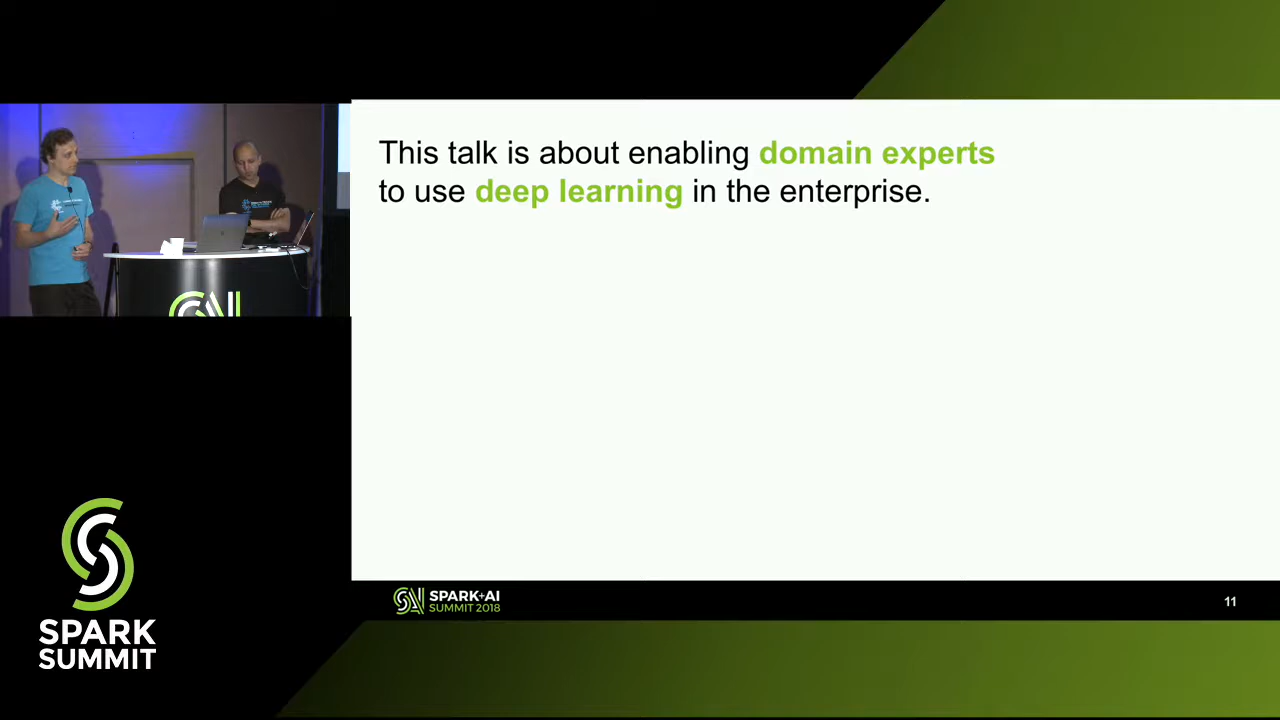 This talk is about enabling domain experts
to use deep learning in the enterprise.
SPARK
SUMMIT
SPARK+AI
SUMMIT 2018
11